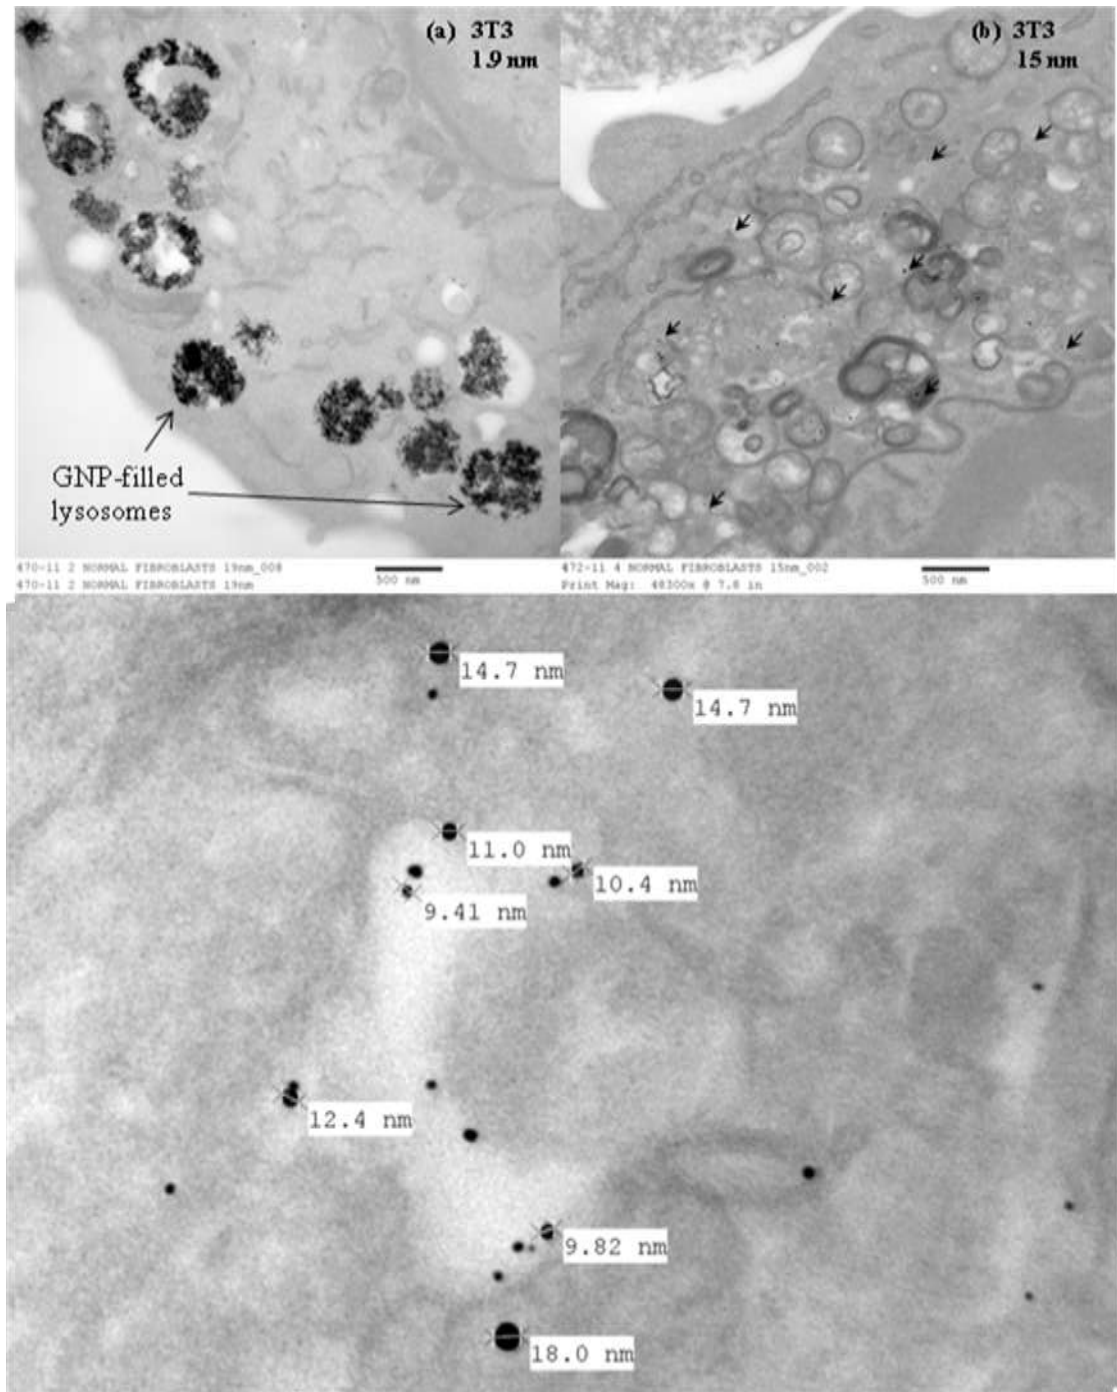 (a) 3T3
1.9 nm
(b) 3T3
15 nm
GNP-filled
lysosomes
470-11 2 NORMAL FIBROBLASTS 19nm_008
470-11 2 NORMAL FIBROBLASTS 19nm
500 nm
472-11 4 NORMAL FIBROBLASTS 15nm_002
Print Mag: 48300x @ 7.8 in
500 nm
14.7 nm
14.7 nm
11.0 nm
10.4 nm
9.41 nm
12.4 nm
9.82 nm
18.0 nm